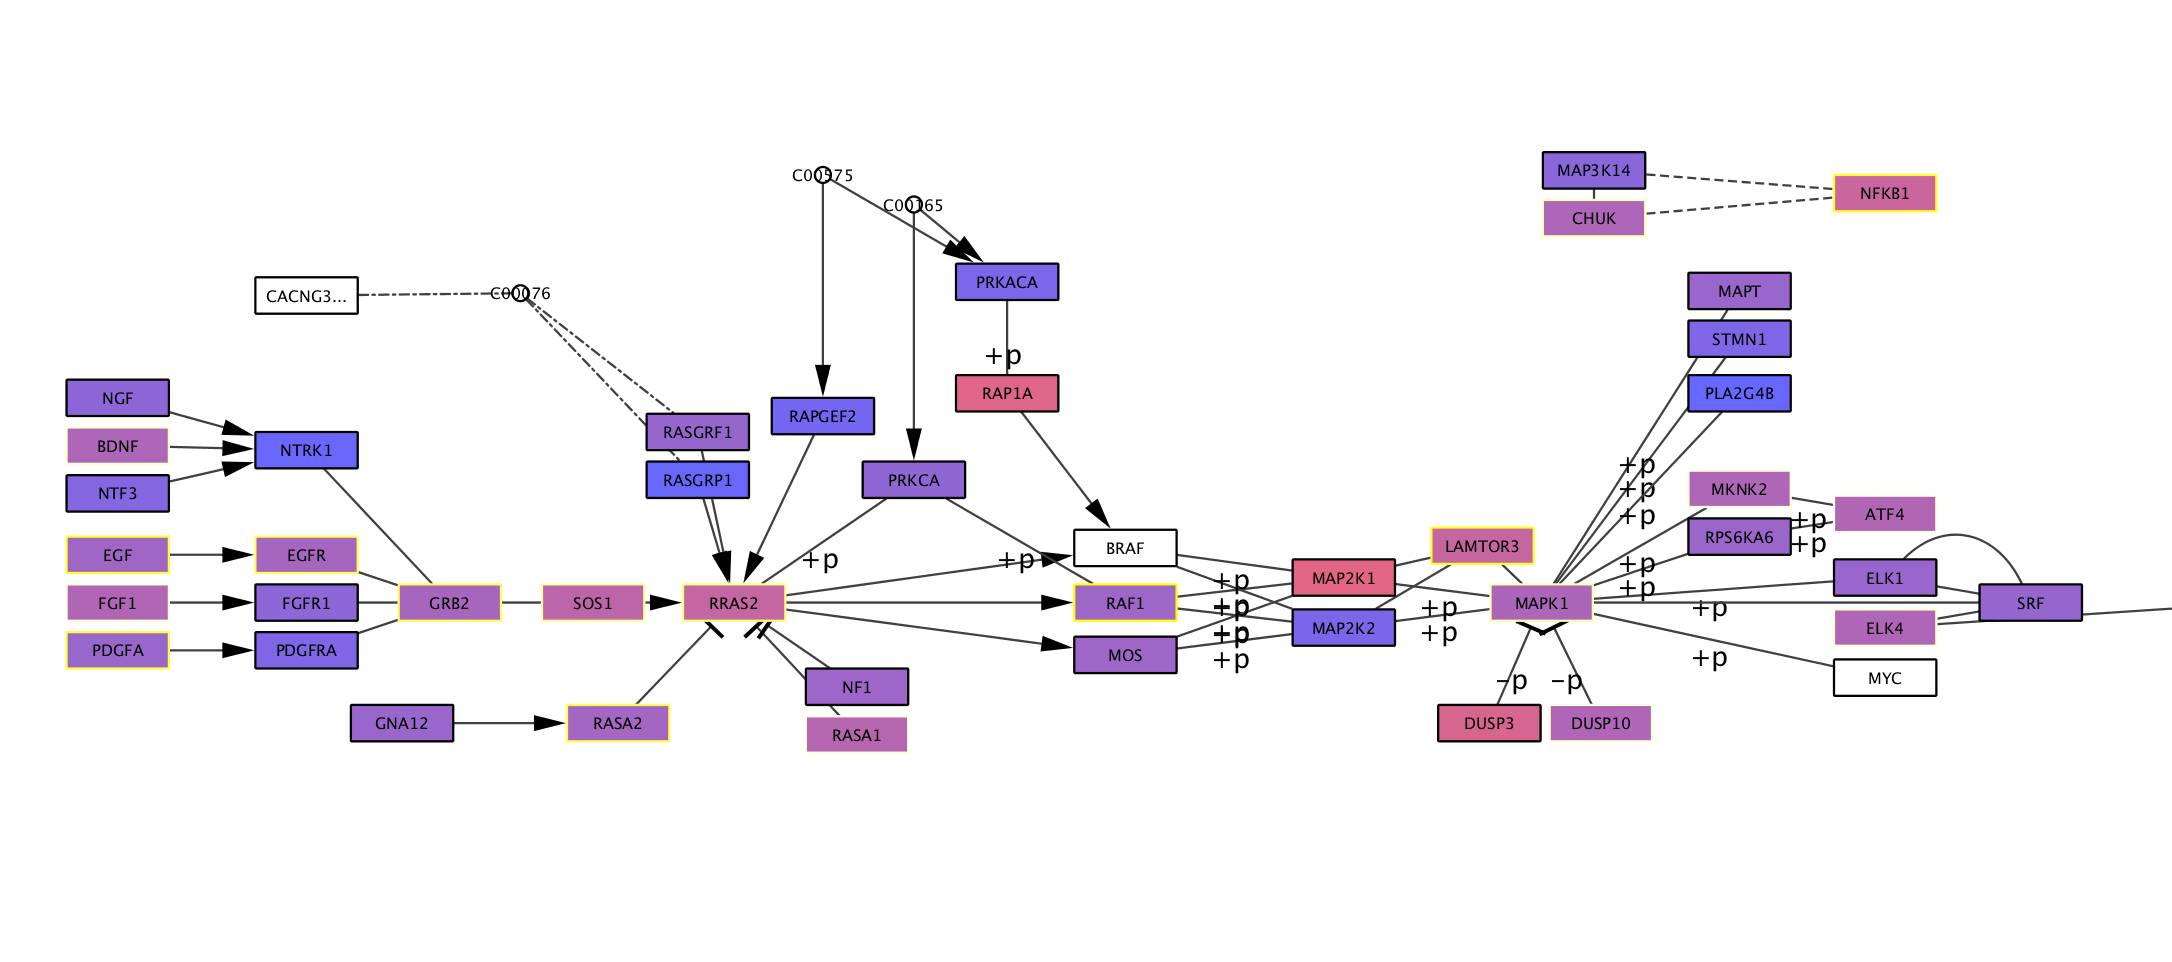 MAP3K14
C00575
NFKB1
C00165
CHUK
PRKACA
MAPT
C00076
CACNG3...
STMN1
+p
RAP1A
PLA2G4B
NGF
RAPGEF2
RASGRF1
BDNF
NTRK1
+p
RASGRP1
PRKCA
+p
MKNK2
NTF3
+p
ATF4
+p
RPS6KA6
+p
LAMTOR3
BRAF
EGF
EGFR
+p
+p
+p
MAP2K1
ELK1
+p
+p
FGF1
FGFR1
GRB2
SOS1
RRAS2
RAF1
+p
+p
+p
MAPK1
+p
SRF
MAP2K2
+p
+p
+p
ELK4
PDGFA
PDGFRA
MOS
+p
+p
MYC
NF1
-p
-p
GNA12
RASA2
RASA1
DUSP3
DUSP10